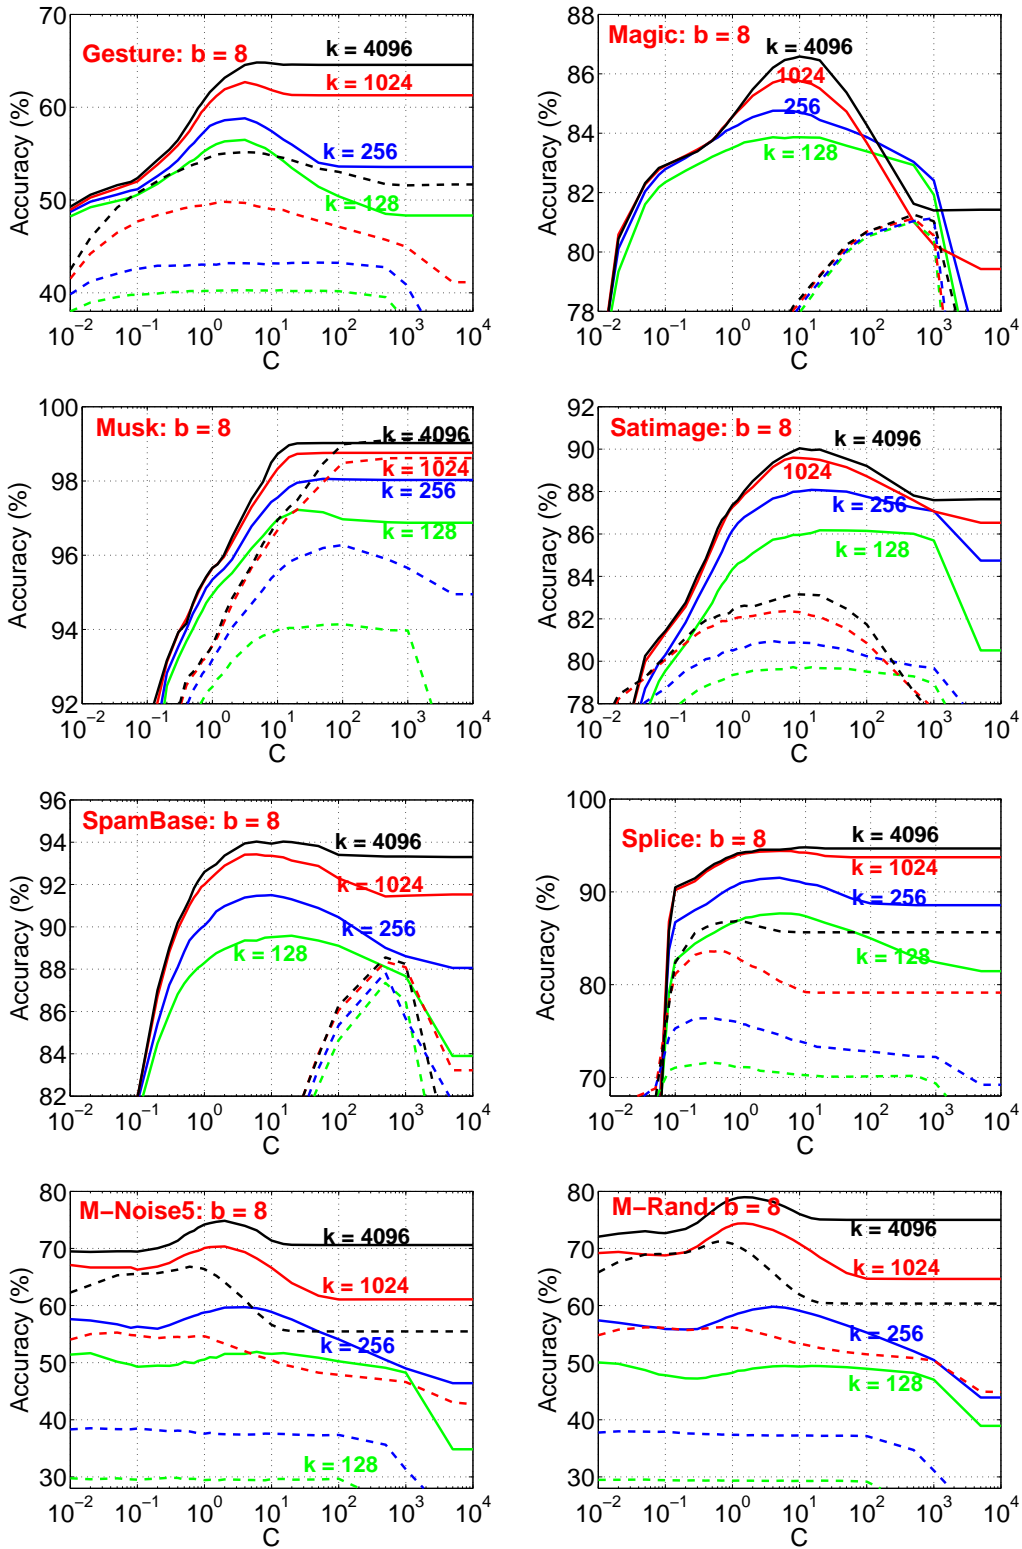 Gesture: b = 8
k = 4096
k = 1024
k = 256
k = 128
Accuracy (%)
70
60
50
40
10^-2 10^-1 10^0 10^1 10^2 10^3 10^4
C
Magic: b = 8
k = 4096
1024
256
k = 128
Accuracy (%)
88
86
84
82
80
78
10^-2 10^-1 10^0 10^1 10^2 10^3 10^4
C
Musk: b = 8
k = 4096
k = 1024
k = 256
k = 128
Accuracy (%)
100
98
96
94
92
10^-2 10^-1 10^0 10^1 10^2 10^3 10^4
C
Satimage: b = 8
k = 4096
1024
k = 256
k = 128
Accuracy (%)
92
90
88
86
84
82
80
78
10^-2 10^-1 10^0 10^1 10^2 10^3 10^4
C
SpamBase: b = 8
k = 4096
k = 1024
k = 256
k = 128
Accuracy (%)
96
94
92
90
88
86
84
82
10^-2 10^-1 10^0 10^1 10^2 10^3 10^4
C
Splice: b = 8
k = 4096
k = 1024
k = 256
k = 128
Accuracy (%)
100
90
80
70
10^-2 10^-1 10^0 10^1 10^2 10^3 10^4
C
M−Noise5: b = 8
k = 4096
k = 1024
k = 256
k = 128
Accuracy (%)
80
70
60
50
40
30
10^-2 10^-1 10^0 10^1 10^2 10^3 10^4
C
M−Rand: b = 8
k = 4096
k = 1024
k = 256
k = 128
Accuracy (%)
80
70
60
50
40
30
10^-2 10^-1 10^0 10^1 10^2 10^3 10^4
C